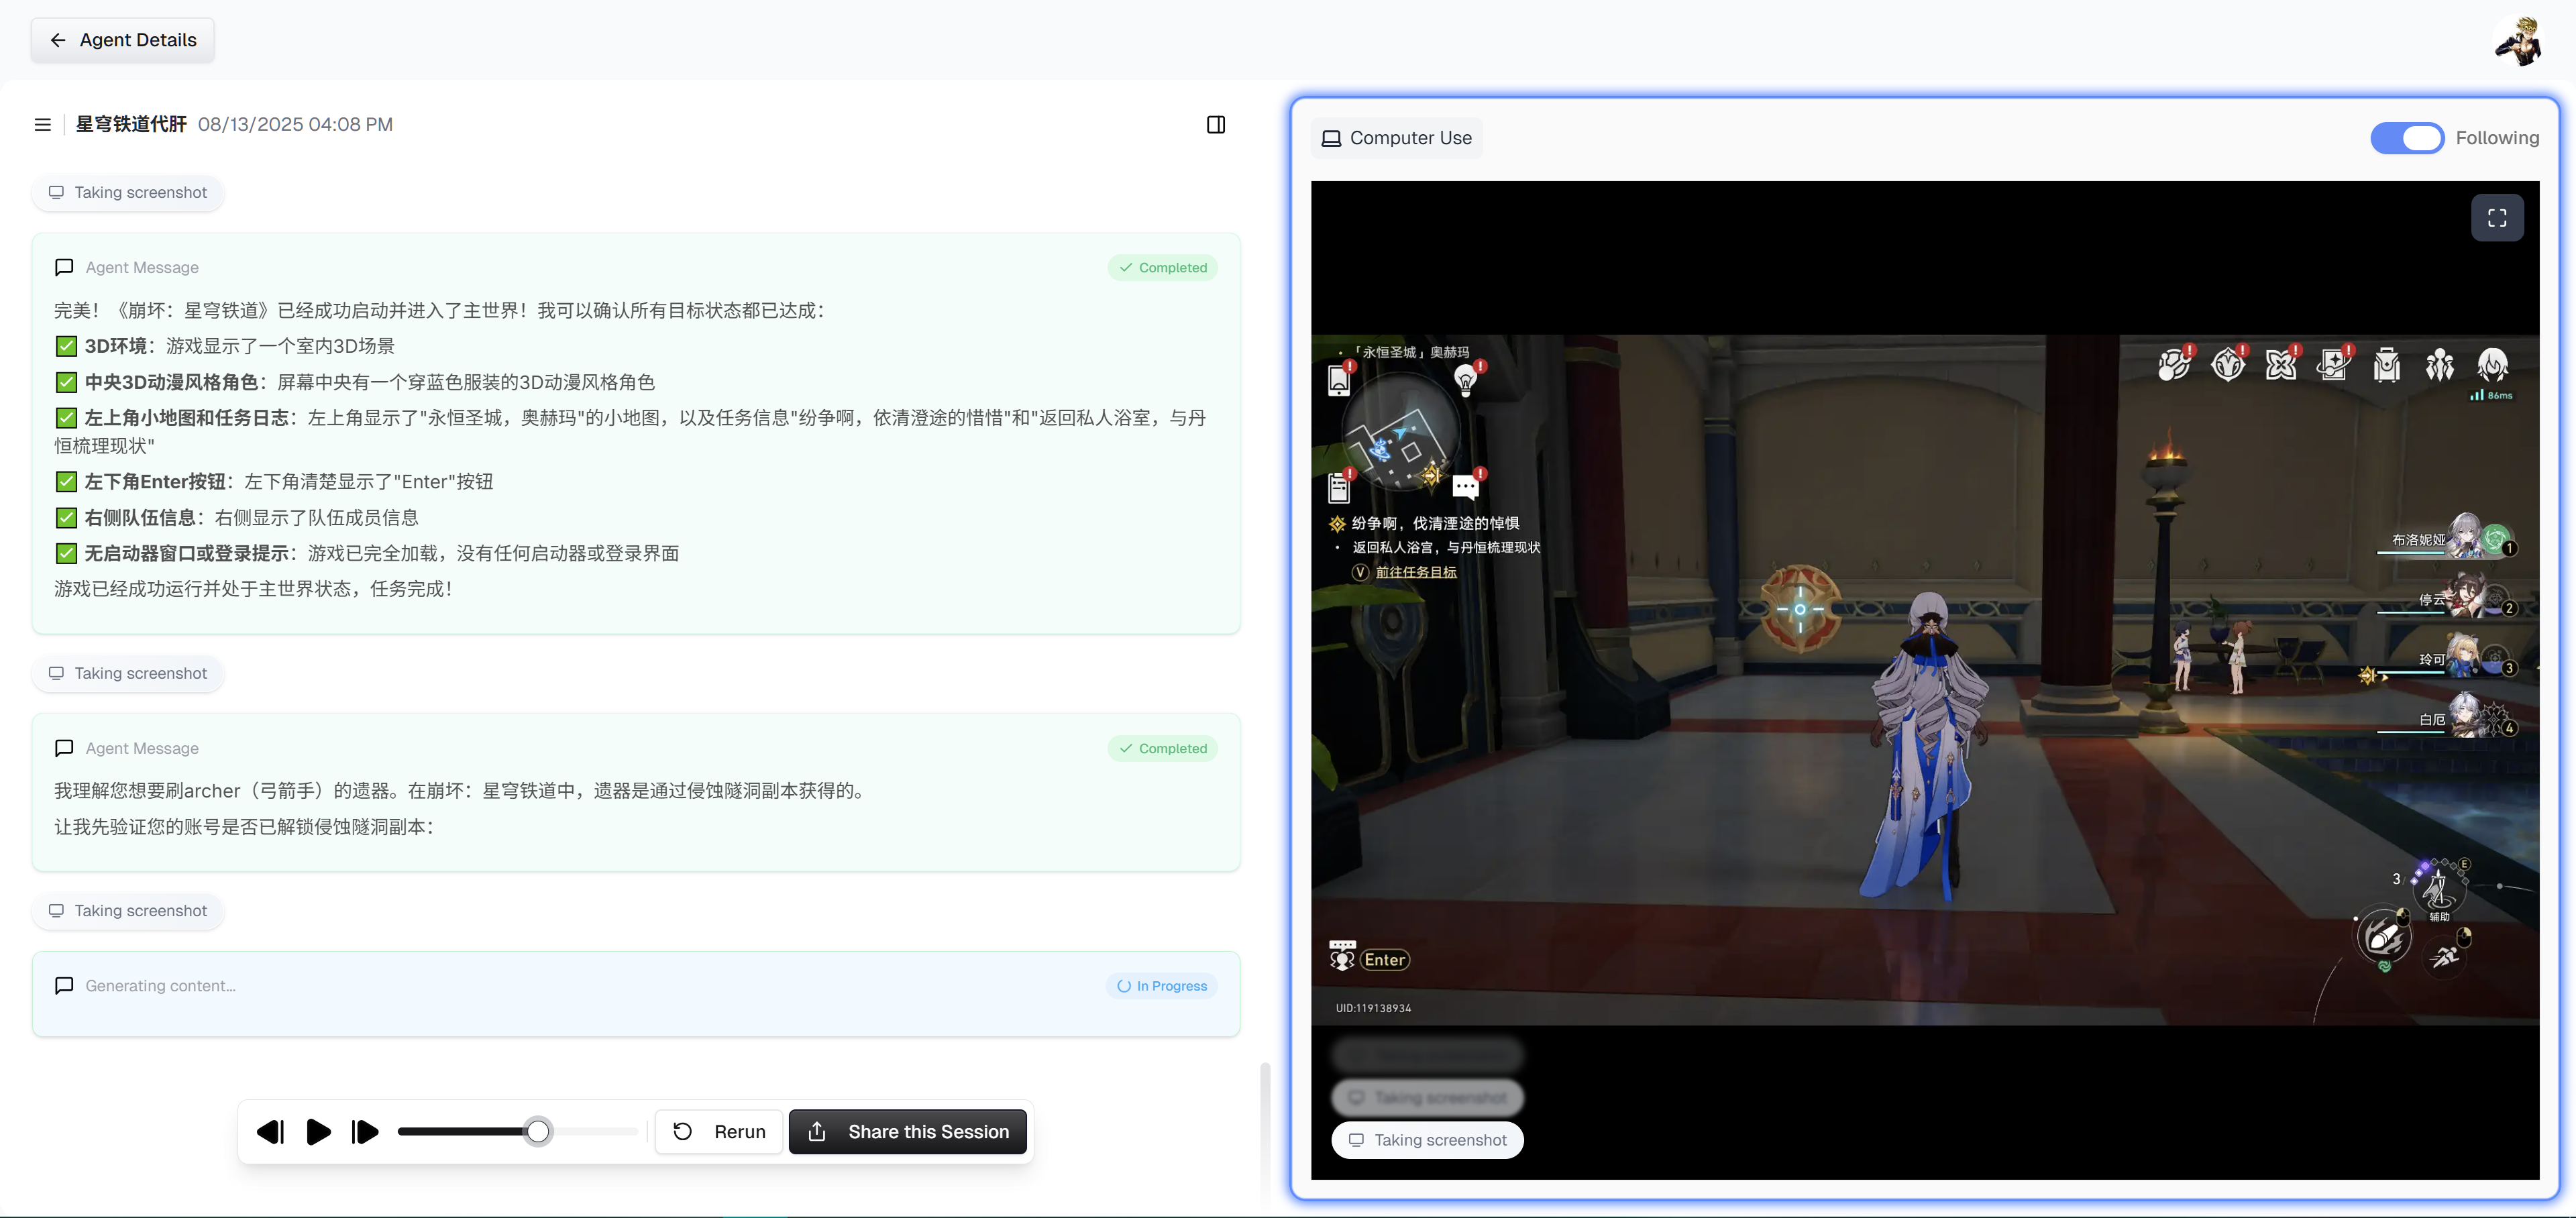 Agent Details
星穹铁道代肝 08/13/2025 04:08 PM
Taking screenshot
Agent Message
Completed
完美！《崩坏：星穹铁道》已经成功启动并进入了主世界！我可以确认所有目标状态都已达成：
✅ 3D环境：游戏显示了一个室内3D场景
✅ 中央3D动漫风格角色：屏幕中央有一个穿蓝色服装的3D动漫风格角色
✅ 左上角小地图和任务日志：左上角显示了"永恒圣城，奥赫玛"的小地图，以及任务信息"纷争啊，依清澄途的惜惜"和"返回私人浴室，与丹
恒梳理现状"
✅ 左下角Enter按钮：左下角清楚显示了"Enter"按钮
✅ 右侧队伍信息：右侧显示了队伍成员信息
✅ 无启动器窗口或登录提示：游戏已完全加载，没有任何启动器或登录界面
游戏已经成功运行并处于主世界状态，任务完成！
Taking screenshot
Agent Message
Completed
我理解您想要刷archer（弓箭手）的遗器。在崩坏：星穹铁道中，遗器是通过侵蚀隧洞副本获得的。
让我先验证您的账号是否已解锁侵蚀隧洞副本：
Taking screenshot
Generating content...
In Progress
Rerun
Share this Session
Computer Use
Following
「永恒圣城」奥赫玛
86ms
纷争啊，伐清湮途的悼惧
返回私人浴宫，与丹恒梳理现状
V 前往任务目标
布洛妮娅 1
停云 2
玲可 3
白厄 4
E
3
辅助
Enter
UID:119138934
Taking screenshot
Taking screenshot